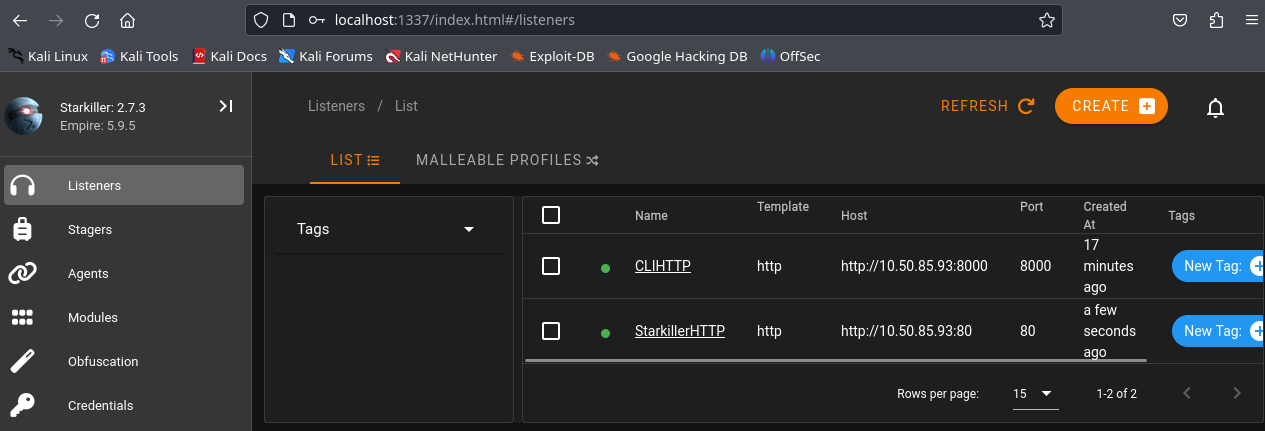 localhost:1337/index.html#/listeners
Kali Linux Kali Tools Kali Docs Kali Forums Kali NetHunter Exploit-DB Google Hacking DB OffSec
Starkiller: 2.7.3
Empire: 5.9.5
Listeners / List
REFRESH
CREATE
LIST
MALLEABLE PROFILES
Listeners
Stagers
Agents
Modules
Obfuscation
Credentials
Tags
Name Template Host Port Created At Tags
CLIHTTP http http://10.50.85.93:8000 8000 17 minutes ago New Tag:
StarkillerHTTP http http://10.50.85.93:80 80 a few seconds ago New Tag:
Rows per page: 15 1-2 of 2